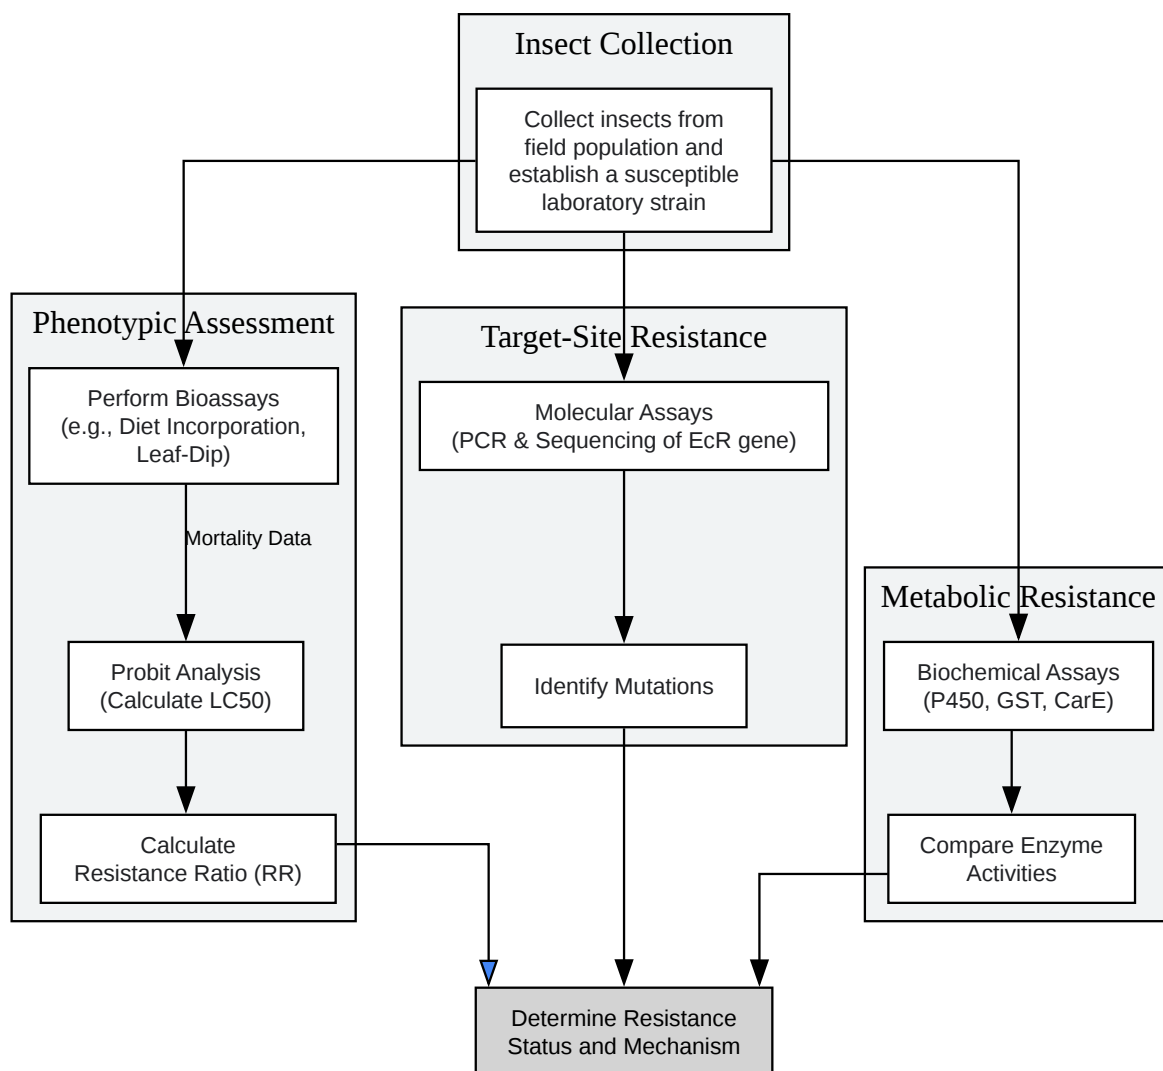 Insect Collection
Collect insects from
field population and
establish a susceptible
laboratory strain
Phenotypic Assessment
Perform Bioassays
(e.g., Diet Incorporation,
Leaf-Dip)
Mortality Data
Probit Analysis
(Calculate LC50)
Calculate
Resistance Ratio (RR)
Target-Site Resistance
Molecular Assays
(PCR & Sequencing of EcR gene)
Identify Mutations
Metabolic Resistance
Biochemical Assays
(P450, GST, CarE)
Compare Enzyme
Activities
Determine Resistance
Status and Mechanism